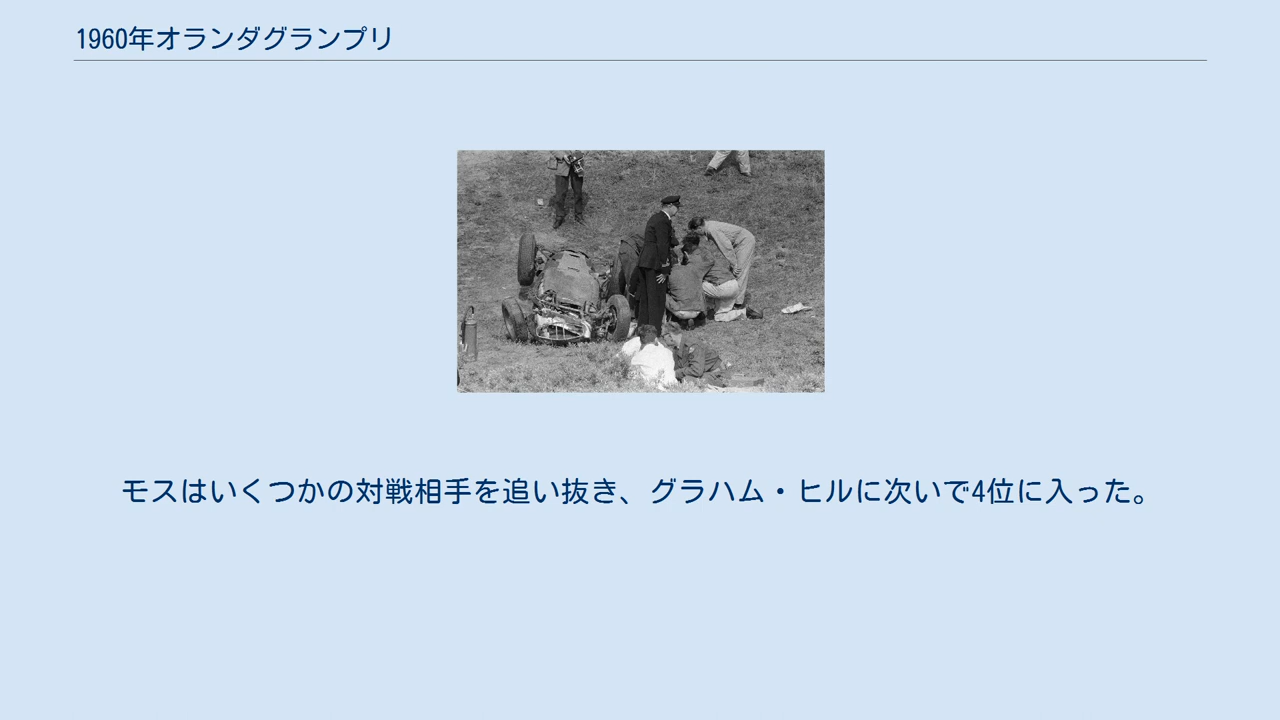 1960年オランダグランプリ
モスはいくつかの対戦相手を追い抜き、グラハム・ヒルに次いで4位に入った。